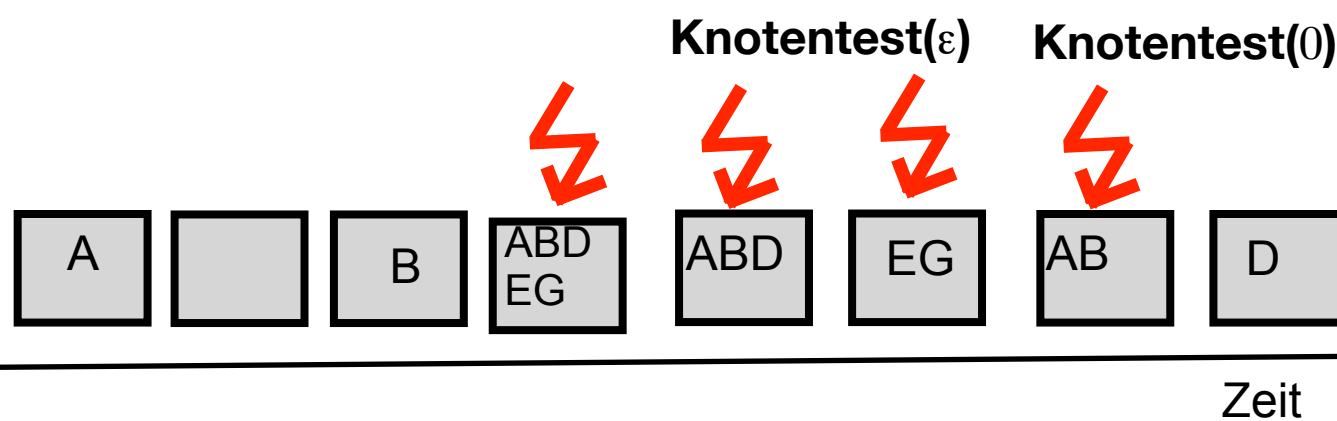 Knotentest(ε) Knotentest(0)
A
B
ABD
EG
ABD
EG
AB
D
Zeit